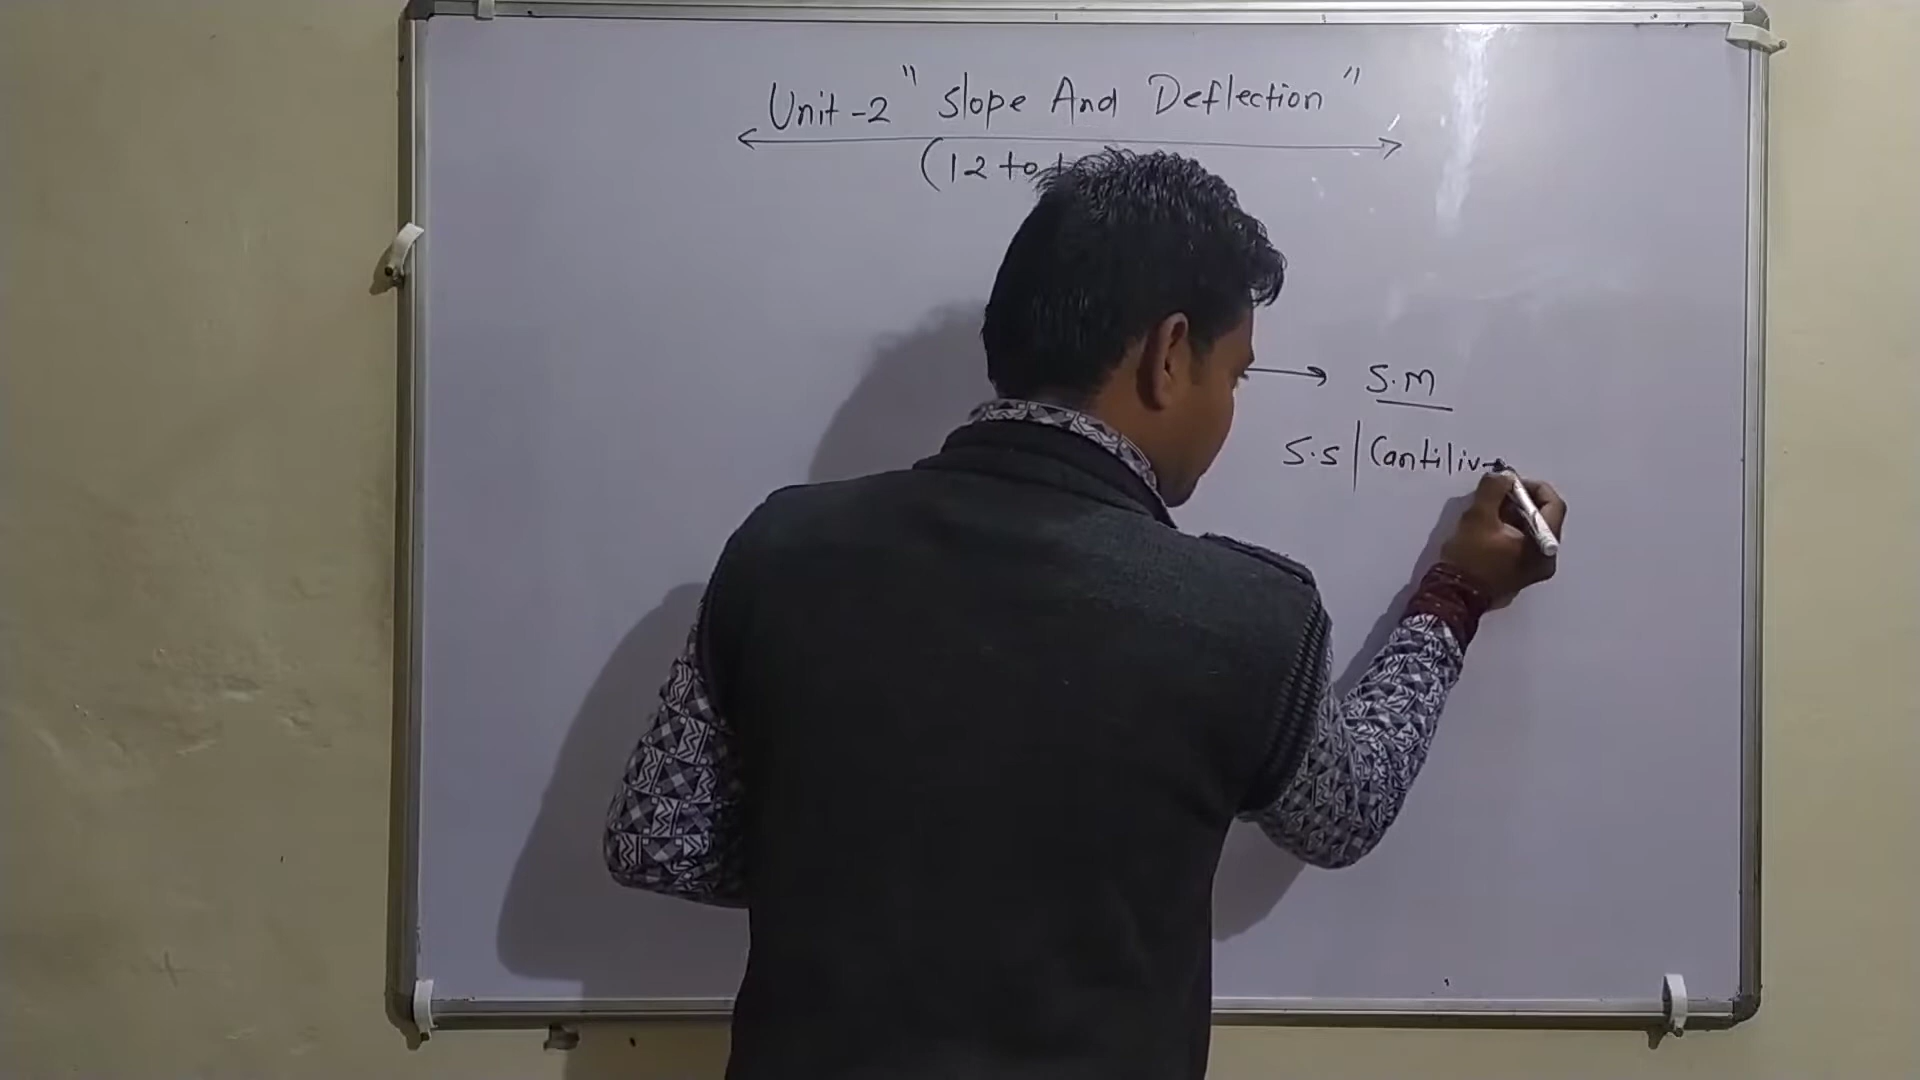 Unit-2 "Slope And Deflection"
(12 to
S.M
S.S | Cantiliv